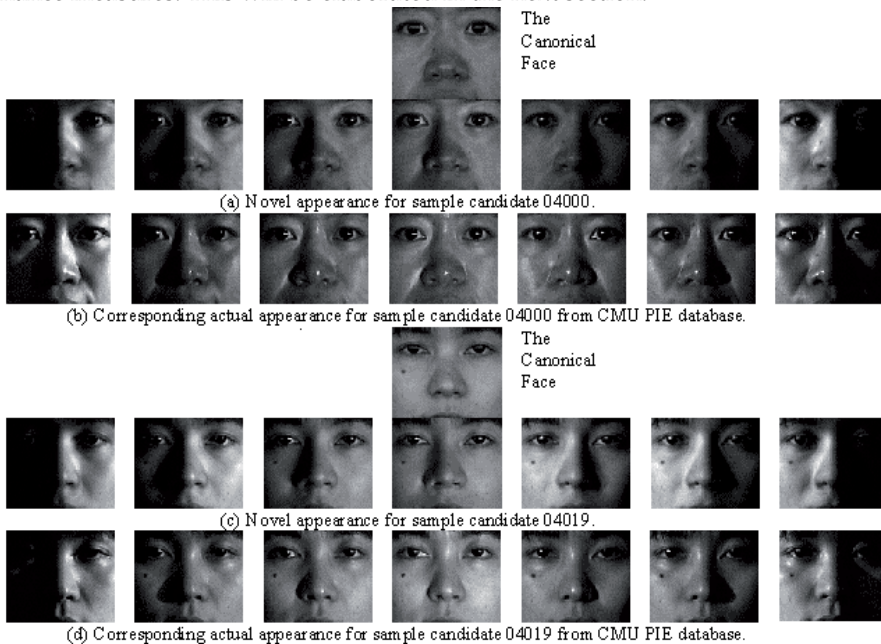 The
Canonical
Face
(a) Novel appearance for sample candidate 04000.
(b) Corresponding actual appearance for sample candidate 04000 from CMU PIE database.
The
Canonical
Face
(c) Novel appearance for sample candidate 04019.
(d) Corresponding actual appearance for sample candidate 04019 from CMU PIE database.